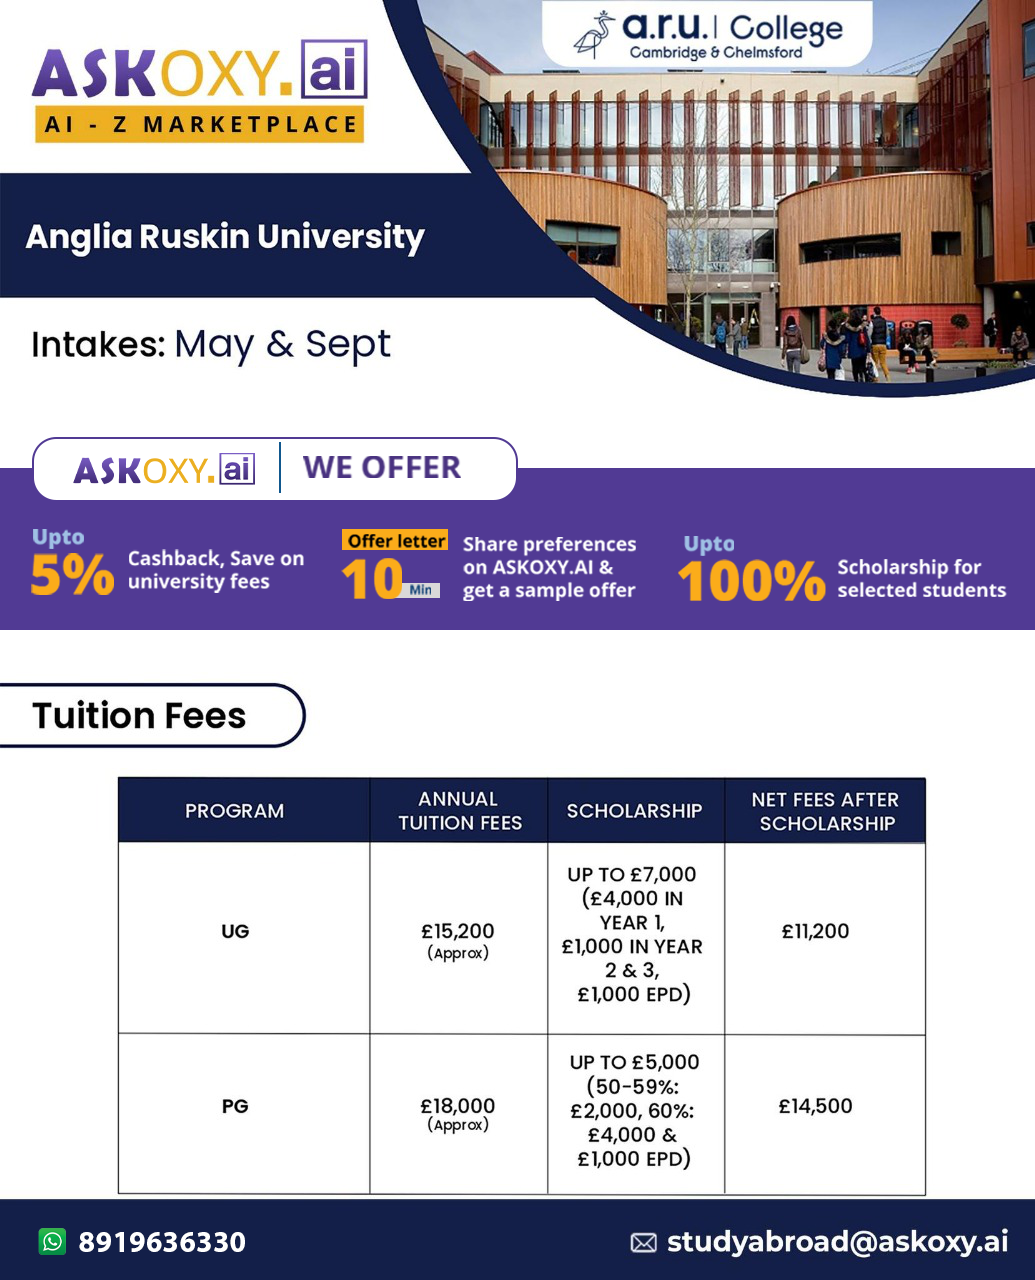 ASKOXY.ai
AI - Z MARKETPLACE
a.r.u. | College
Cambridge & Chelmsford
Anglia Ruskin University
Intakes: May & Sept
ASKOXY.ai | WE OFFER
Upto
5%
Cashback, Save on
university fees
Offer letter
10 Min
Share preferences
on ASKOXY.AI &
get a sample offer
Upto
100%
Scholarship for
selected students
Tuition Fees
PROGRAM
ANNUAL
TUITION FEES
SCHOLARSHIP
NET FEES AFTER
SCHOLARSHIP
UG
£15,200
(Approx)
UP TO £7,000
(£4,000 IN
YEAR 1,
£1,000 IN YEAR
2 & 3,
£1,000 EPD)
£11,200
PG
£18,000
(Approx)
UP TO £5,000
(50-59%:
£2,000, 60%:
£4,000 &
£1,000 EPD)
£14,500
8919636330
studyabroad@askoxy.ai